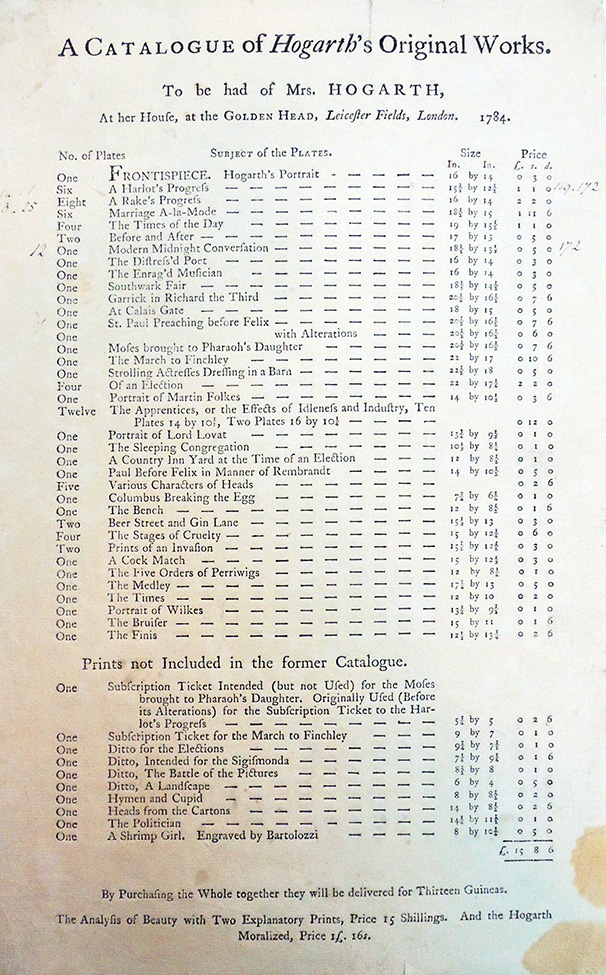 A CATALOGUE of Hogarth's Original Works.
To be had of Mrs. HOGARTH,
At her Houſe, at the GOLDEN HEAD, Leiceſter Fields, London. 1784.
No. of Plates SUBJECT of the PLATES. Size Price
In. In. £. s. d.
One FRONTISPIECE. Hogarth's Portrait - — — — — 16 by 14 0 3 0
Six A Harlot's Progreſs — — — — — — — — — 15½ by 12½ 1 1 0
Eight A Rake's Progreſs — — — — — — — — — 16 by 14 2 2 0
Six Marriage A-la-Mode — — — — — — — — — 18½ by 15 1 11 6
Four The Times of the Day — — — — — — — — 19 by 15½ 1 1 0
Two Before and After — — — — — — — — — — 17 by 13 0 5 0
12 One Modern Midnight Converſation — — — — — — — 18½ by 13½ 0 5 0 172
One The Diſtreſs'd Poet — — — — — — — — — 16 by 14 0 3 0
One The Enrag'd Muſician — — — — — — — — 16 by 14 0 3 0
One Southwark Fair — — — — — — — — — — 18½ by 14½ 0 5 0
One Garrick in Richard the Third — — — — — — — 20½ by 16½ 0 7 6
One At Calais Gate — — — — — — — — — — 18 by 15 0 5 0
One St. Paul Preaching before Felix — — — — — — — 20½ by 16½ 0 7 6
One with Alterations — — — 20½ by 16½ 0 6 0
One Moſes brought to Pharaoh's Daughter — — — — — 20½ by 16½ 0 7 6
One The March to Finchley — — — — — — — — 22 by 17 0 10 6
One Strolling Actreſſes Dreſſing in a Barn — — — — — — 22½ by 18 0 5 0
Four Of an Election — — — — — — — — — — 22 by 17½ 2 2 0
One Portrait of Martin Folkes — — — — — — — — 14 by 10½ 0 3 6
Twelve The Apprentices, or the Effects of Idleneſs and Induſtry, Ten
Plates 14 by 10½, Two Plates 16 by 10½ — — — — 0 12 0
One Portrait of Lord Lovat — — — — — — — — 13½ by 9½ 0 1 0
One The Sleeping Congregation — — — — — — — 10½ by 8½ 0 1 0
One A Country Inn Yard at the Time of an Election — — — 12 by 8½ 0 1 0
One Paul Before Felix in Manner of Rembrandt — — — — 14 by 10½ 0 5 0
Five Various Characters of Heads — — — — — — — 0 2 6
One Columbus Breaking the Egg — — — — — — — 7½ by 6½ 0 1 0
One The Bench — — — — — — — — — — — 12 by 8½ 0 1 6
Two Beer Street and Gin Lane — — — — — — — — 15½ by 13 0 3 0
Four The Stages of Cruelty — — — — — — — — — 15 by 12½ 0 6 0
Two Prints of an Invaſion — — — — — — — — — 15½ by 12½ 0 3 0
One A Cock Match — — — — — — — — — — 15 by 12½ 0 3 0
One The Five Orders of Perriwigs — — — — — — — 12 by 8½ 0 1 0
One The Medley — — — — — — — — — — — 17½ by 13 0 5 0
One The Times — — — — — — — — — — — 12 by 10 0 2 0
One Portrait of Wilkes — — — — — — — — — 13½ by 9½ 0 1 0
One The Bruiſer — — — — — — — — — — — 15 by 11 0 1 6
One The Finis — — — — — — — — — — — 12½ by 13½ 0 2 6
Prints not Included in the former Catalogue.
One Subſcription Ticket Intended (but not Uſed) for the Moſes
brought to Pharaoh's Daughter. Originally Uſed (Before
its Alterations) for the Subſcription Ticket to the Har-
lot's Progreſs — — — — — — — — — 5½ by 5 0 2 6
One Subſcription Ticket for the March to Finchley — — — 9 by 7 0 1 0
One Ditto for the Elections — — — — — — — — 9½ by 7½ 0 1 0
One Ditto, Intended for the Sigiſmonda — — — — — — 7½ by 9½ 0 1 6
One Ditto, The Battle of the Pictures — — — — — — 8½ by 8 0 1 0
One Ditto, A Landſcape — — — — — — — — — 6 by 4 0 5 0
One Hymen and Cupid — — — — — — — — — 8 by 8½ 0 2 0
One Heads from the Cartons — — — — — — — — 14 by 8½ 0 2 6
One The Politician — — — — — — — — — — 14½ by 11½ 0 1 0
One A Shrimp Girl. Engraved by Bartolozzi — — — — 8 by 10½ 0 5 0
£. 15 8 6
By Purchaſing the Whole together they will be delivered for Thirteen Guineas.
The Analyſis of Beauty with Two Explanatory Prints, Price 15 Shillings. And the Hogarth
Moralized, Price 1£. 16s.